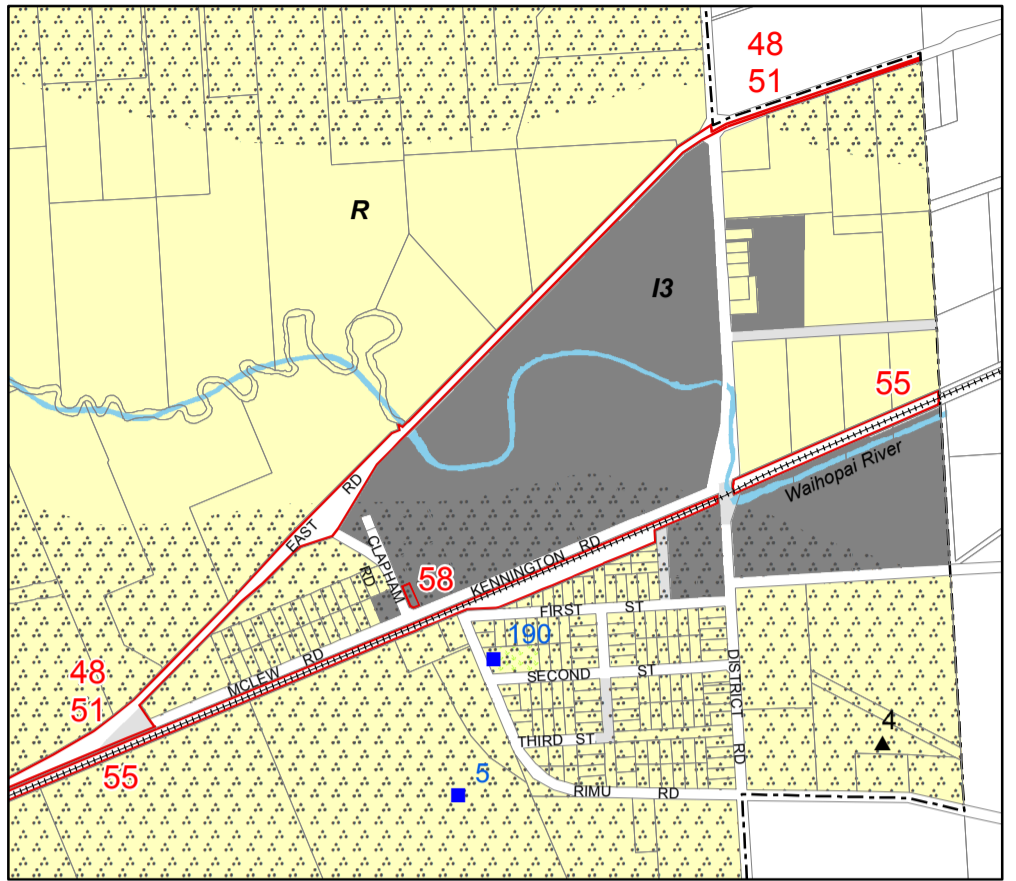 48
51
R
I3
55
Waihopai River
EAST RD
CLAPHAM
RD
58
KENNINGTON RD
FIRST ST
190
MCLEW RD
SECOND ST
48
51
DISTRICT RD
4
THIRD ST
55
5
RIMU RD